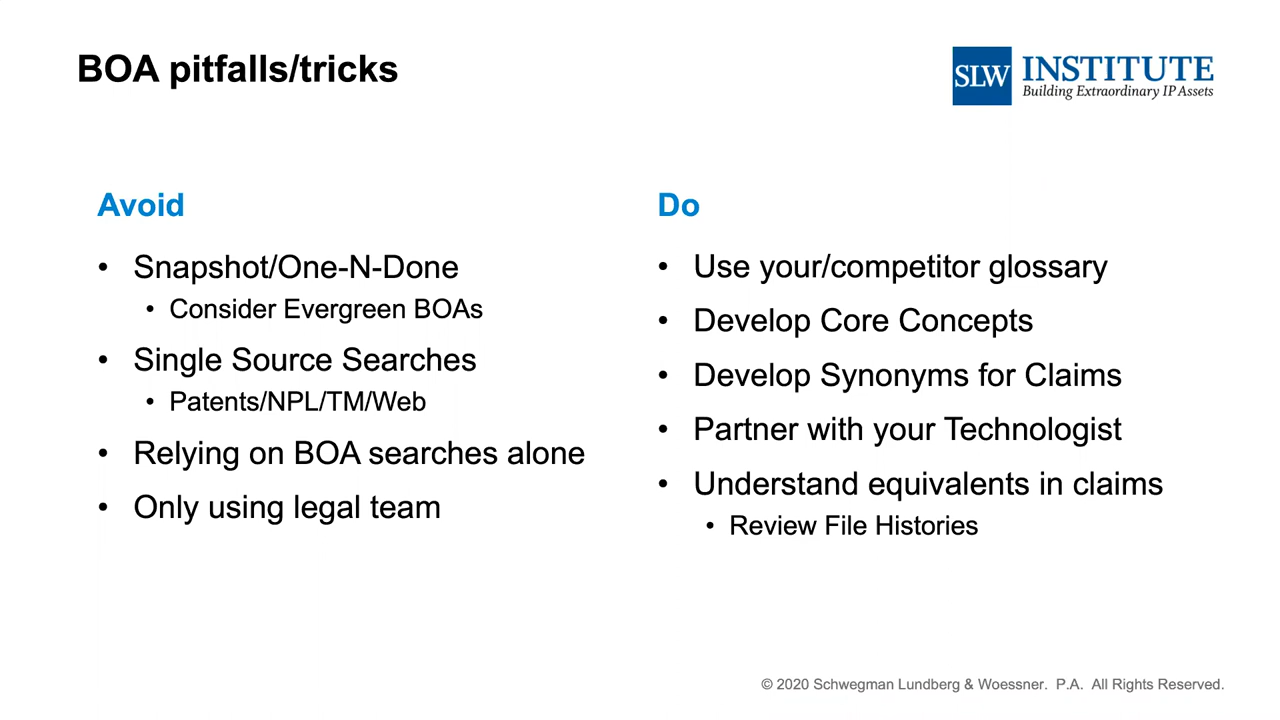 BOA pitfalls/tricks
SLW INSTITUTE
Building Extraordinary IP Assets
Avoid
• Snapshot/One-N-Done
• Consider Evergreen BOAs
• Single Source Searches
• Patents/NPL/TM/Web
• Relying on BOA searches alone
• Only using legal team
Do
• Use your/competitor glossary
• Develop Core Concepts
• Develop Synonyms for Claims
• Partner with your Technologist
• Understand equivalents in claims
• Review File Histories
© 2020 Schwegman Lundberg & Woessner. P.A. All Rights Reserved.